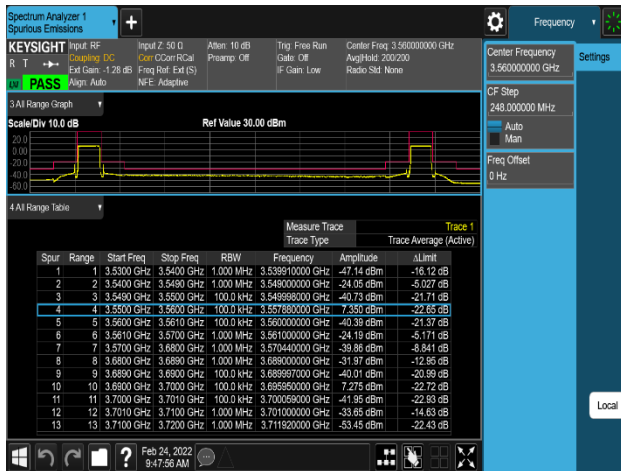 Spectrum Analyzer 1
Spurious Emissions
Frequency
KEYSIGHT Input: RF Input Z: 50 Ω Atten: 10 dB Trig: Free Run Center Freq: 3.560000000 GHz
R T Coupling: DC Corr CCorr RCal Preamp: Off Gate: Off Avg|Hold: 200/200
Ext Gain: -1.28 dB Freq Ref: Ext (S) IF Gain: Low Radio Std: None
PASS Align: Auto NFE: Adaptive
Center Frequency
3.560000000 GHz
Settings
CF Step
248.000000 MHz
Auto
Man
Freq Offset
0 Hz
Local
3 All Range Graph
Scale/Div 10.0 dB Ref Value 30.00 dBm
20.0
0.00
-20.0
-40.0
-60.0
4 All Range Table
Measure Trace Trace 1
Trace Type Trace Average (Active)
Spur Range Start Freq Stop Freq RBW Frequency Amplitude ΔLimit
1 1 3.5300 GHz 3.5400 GHz 1.000 MHz 3.539910000 GHz -47.14 dBm -16.12 dB
2 2 3.5400 GHz 3.5490 GHz 1.000 MHz 3.549000000 GHz -24.05 dBm -5.027 dB
3 3 3.5490 GHz 3.5500 GHz 100.0 kHz 3.549998000 GHz -40.73 dBm -21.71 dB
4 4 3.5500 GHz 3.5600 GHz 100.0 kHz 3.557880000 GHz 7.350 dBm -22.65 dB
5 5 3.5600 GHz 3.5610 GHz 100.0 kHz 3.560000000 GHz -40.39 dBm -21.37 dB
6 6 3.5610 GHz 3.5700 GHz 1.000 MHz 3.561000000 GHz -24.19 dBm -5.171 dB
7 7 3.5700 GHz 3.6800 GHz 1.000 MHz 3.570440000 GHz -39.86 dBm -8.841 dB
8 8 3.6800 GHz 3.6890 GHz 1.000 MHz 3.689000000 GHz -31.97 dBm -12.95 dB
9 9 3.6890 GHz 3.6900 GHz 100.0 kHz 3.689997000 GHz -40.01 dBm -20.99 dB
10 10 3.6900 GHz 3.7000 GHz 100.0 kHz 3.695950000 GHz 7.275 dBm -22.72 dB
11 11 3.7000 GHz 3.7010 GHz 100.0 kHz 3.700059000 GHz -41.95 dBm -22.93 dB
12 12 3.7010 GHz 3.7100 GHz 1.000 MHz 3.701000000 GHz -33.65 dBm -14.63 dB
13 13 3.7100 GHz 3.7200 GHz 1.000 MHz 3.711920000 GHz -53.45 dBm -22.43 dB
Feb 24, 2022
9:47:56 AM